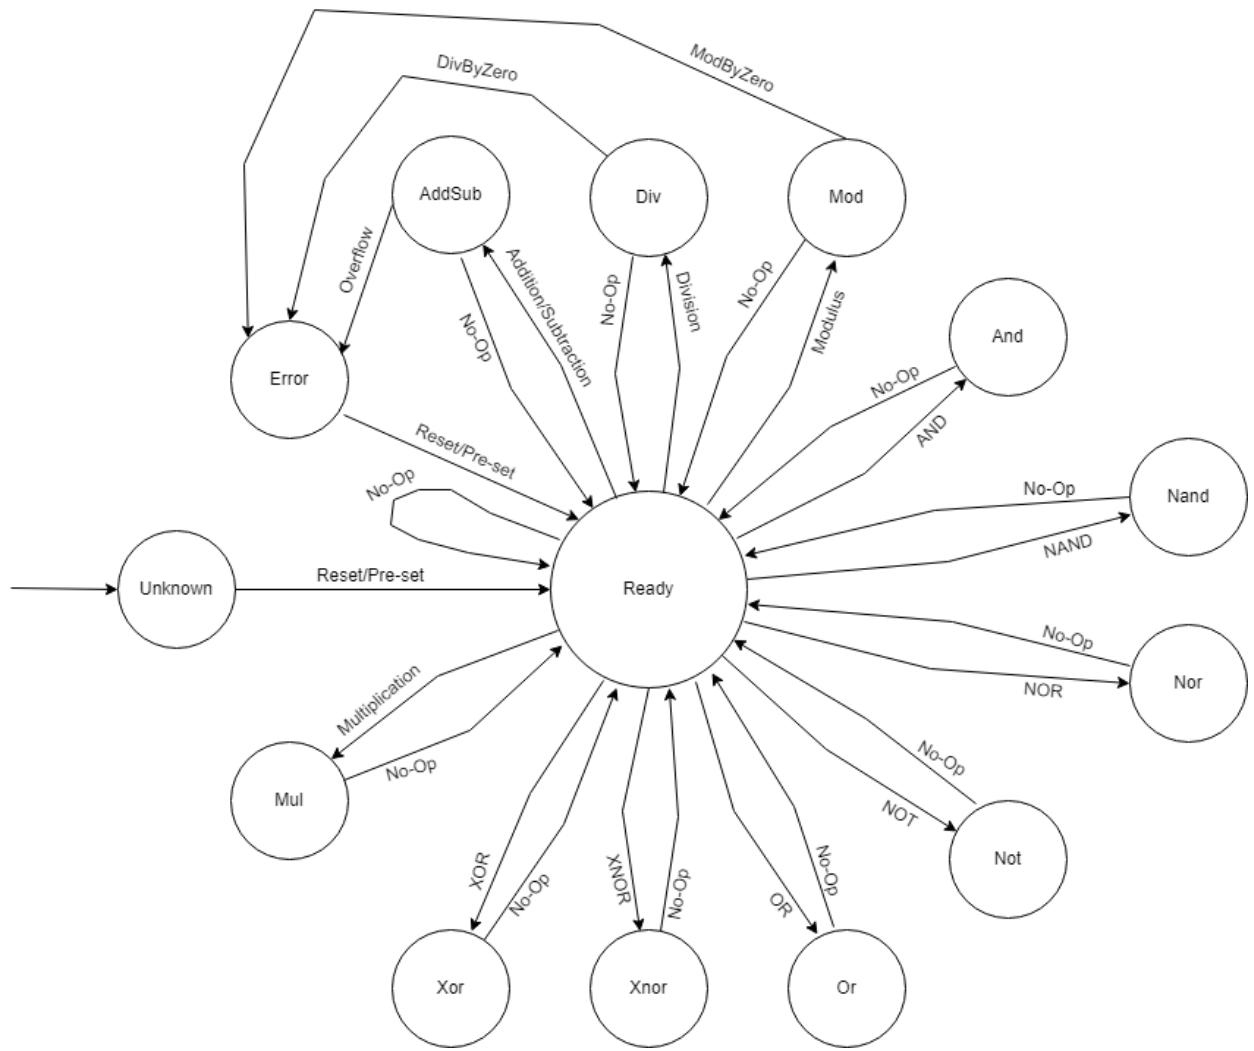 ModByZero
DivByZero
AddSub
Div
Mod
Overflow
No-Op
Addition/Subtraction
No-Op
Division
No-Op
Modulus
And
No-Op
AND
Error
Reset/Pre-set
No-Op
No-Op
Nand
NAND
Unknown
Reset/Pre-set
Ready
No-Op
Nor
NOR
Multiplication
No-Op
Mul
No-Op
NOT
Not
XOR
No-Op
XNOR
No-Op
OR
No-Op
Xor
Xnor
Or